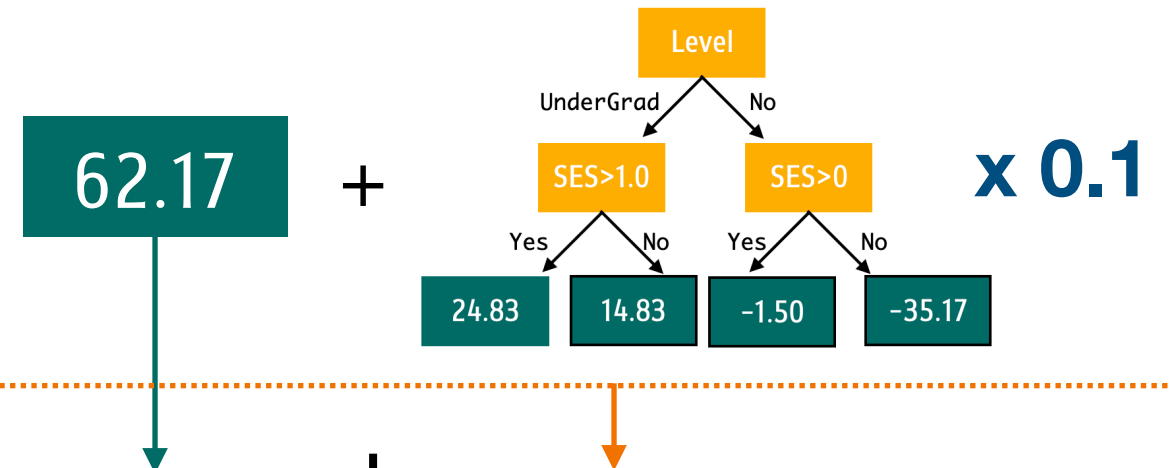 Level
UnderGrad No
62.17 + SES>1.0 SES>0 x 0.1
Yes No Yes No
24.83 14.83 -1.50 -35.17